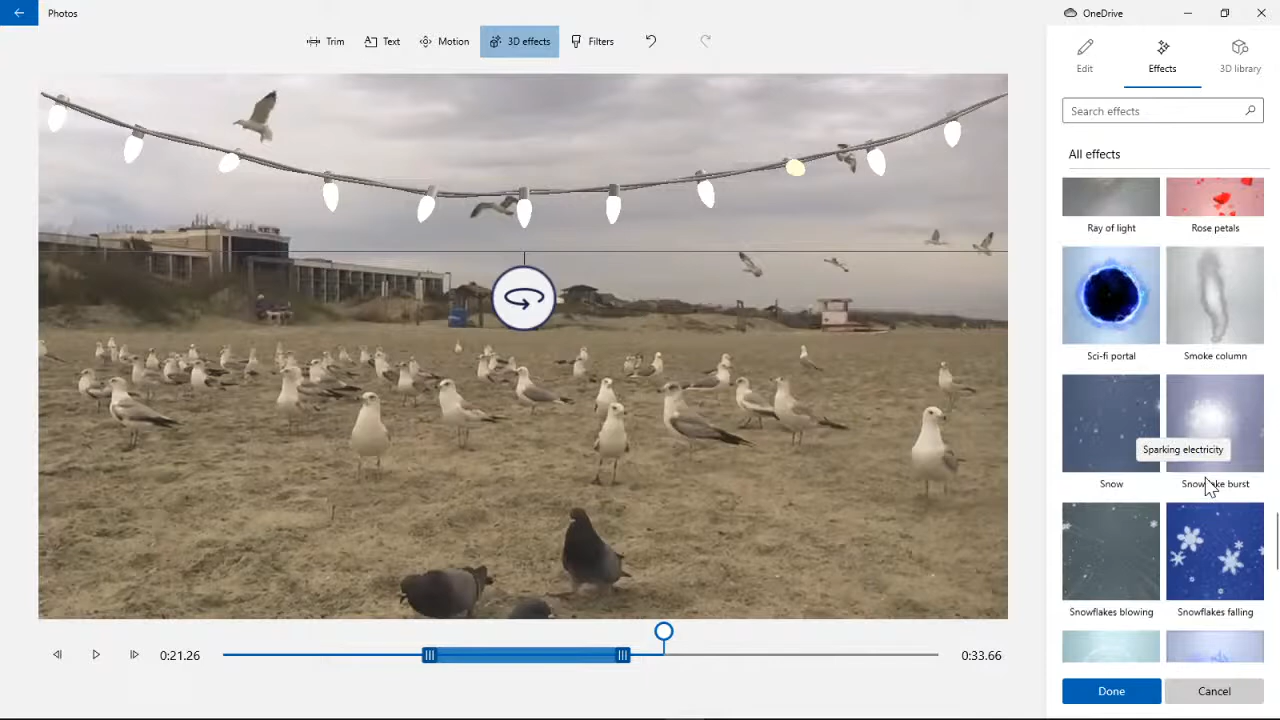 Photos
OneDrive
Trim
Text
Motion
3D effects
Filters
Edit
Effects
3D library
Search effects
All effects
Ray of light
Rose petals
Sci-fi portal
Smoke column
Sparking electricity
Snow
Snowflake burst
Snowflakes blowing
Snowflakes falling
0:21.26
0:33.66
Done
Cancel